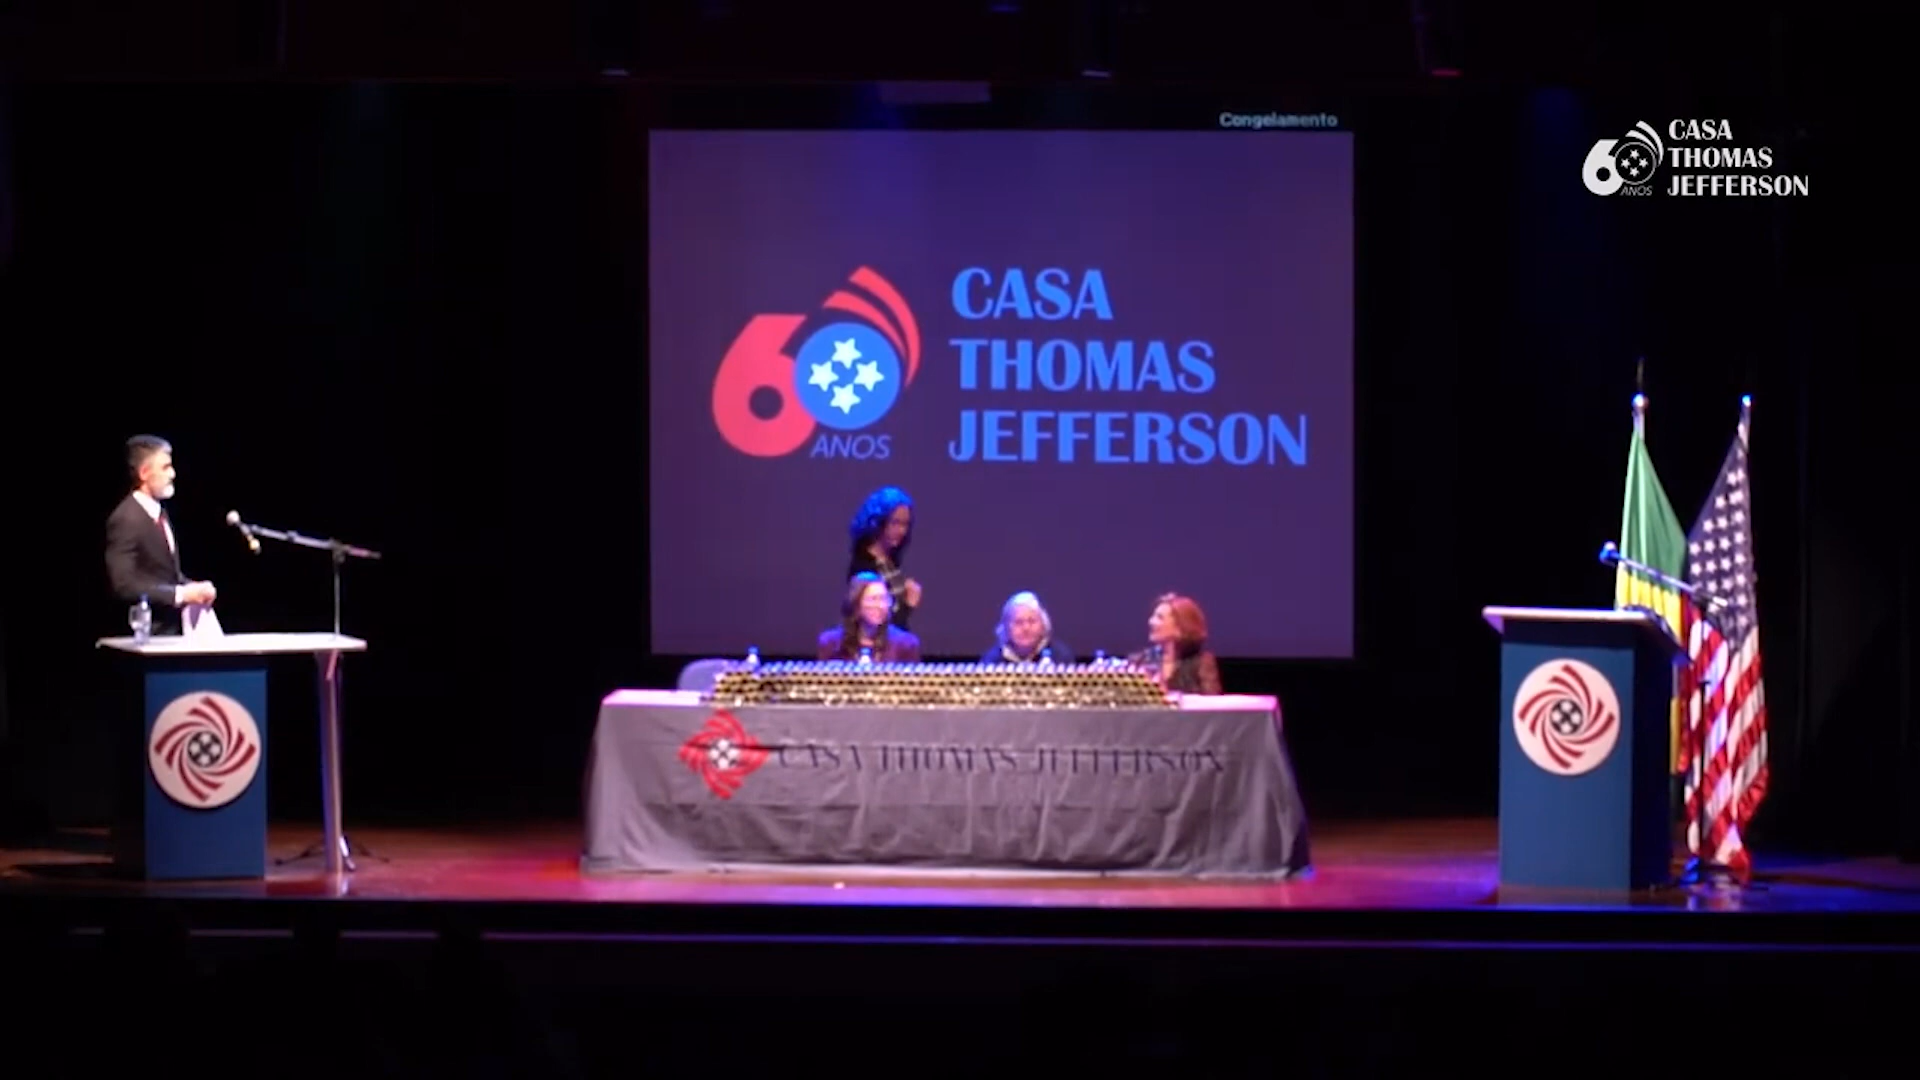 Congelamento
60
ANOS
CASA
THOMAS
JEFFERSON
60
ANOS
CASA
THOMAS
JEFFERSON
CASA THOMAS JEFFERSON